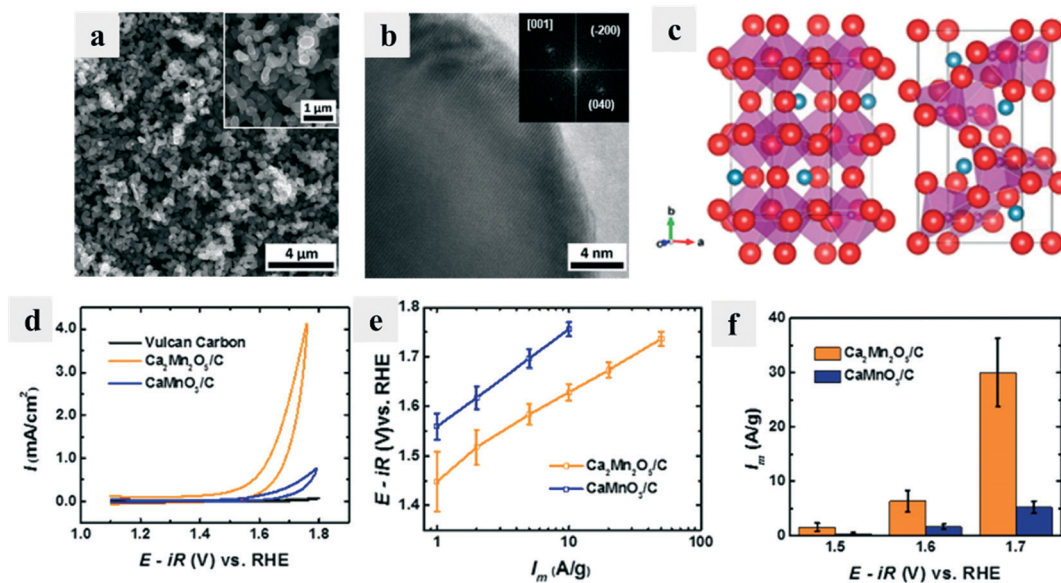 a
1 µm
4 µm
b
[001]
(-200)
(040)
4 nm
c
b
c
a
d
I (mA/cm²)
4.0
3.0
2.0
1.0
0.0
Vulcan Carbon
Ca₂Mn₂O₅/C
CaMnO₃/C
1.2 1.4 1.6 1.8
E - iR (V) vs. RHE
e
E - iR (V) vs. RHE
1.8
1.7
1.6
1.5
1.4
Ca₂Mn₂O₅/C
CaMnO₃/C
1 10 100
Iₘ (A/g)
f
Iₘ (A/g)
40
30
20
10
0
Ca₂Mn₂O₅/C
CaMnO₃/C
1.5 1.6 1.7
E - iR (V) vs. RHE